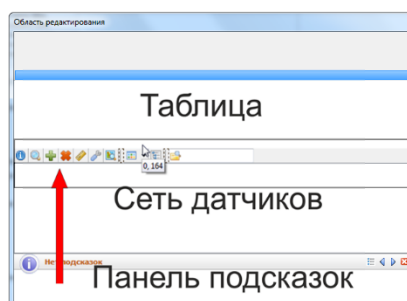 Область редактирования
Таблица
0, 164
Сеть датчиков
Нет подсказок
Панель подсказок